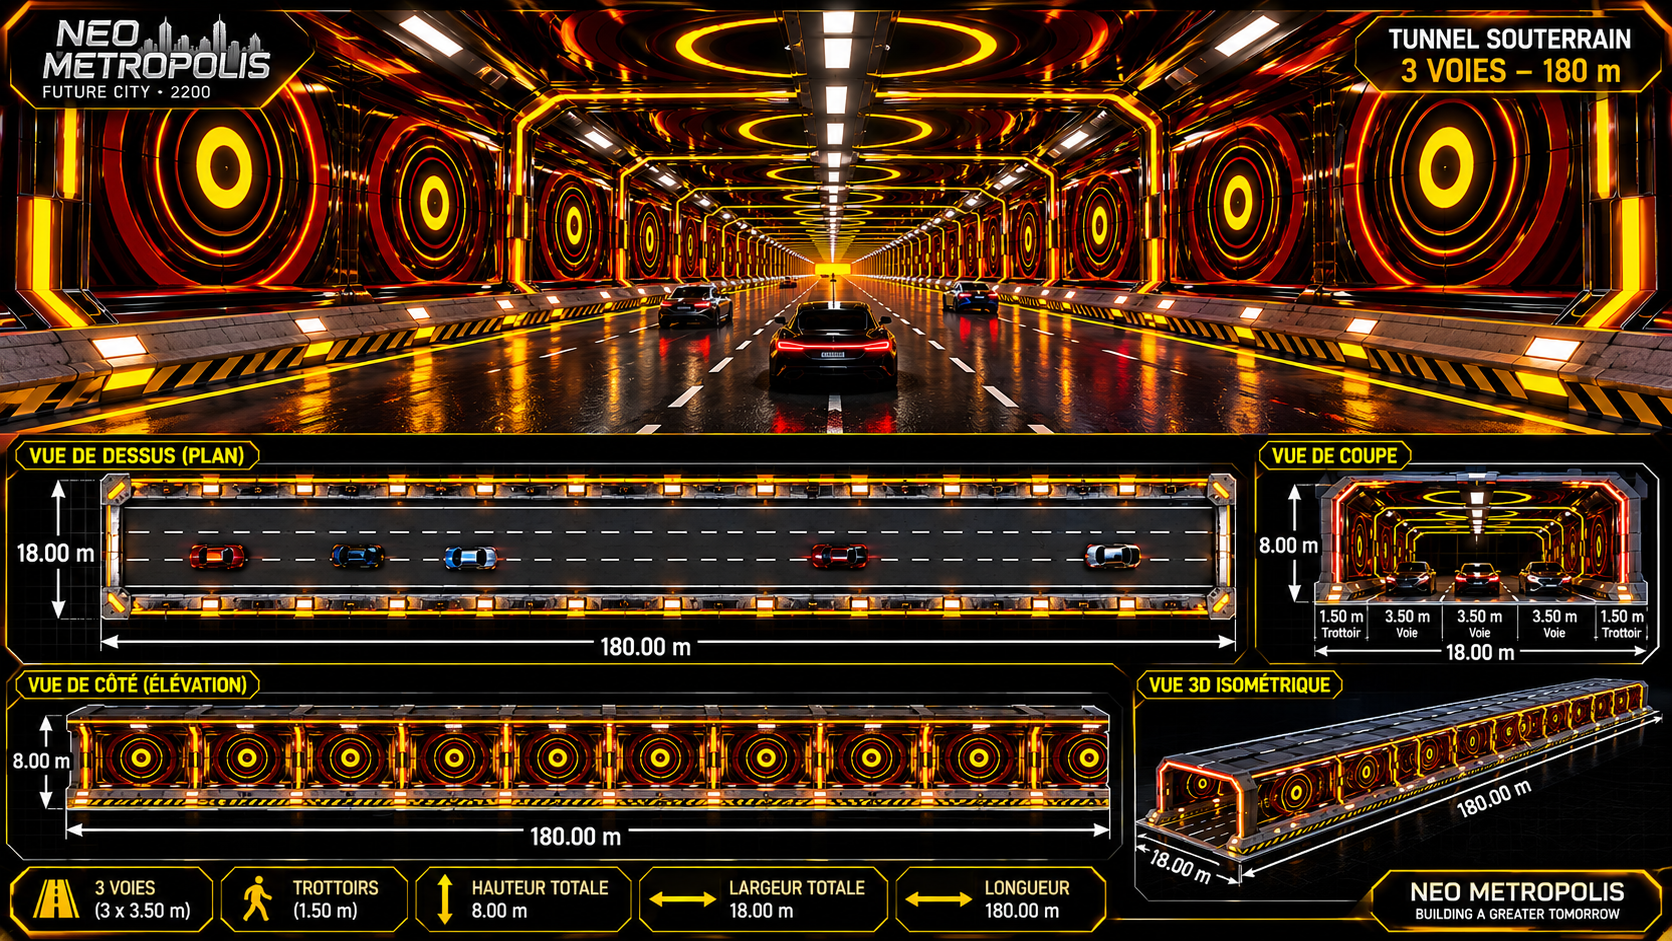 NEO
METROPOLIS
FUTURE CITY • 2200
TUNNEL SOUTERRAIN
3 VOIES – 180 m
VUE DE DESSUS (PLAN)
18.00 m
180.00 m
VUE DE COUPE
8.00 m
1.50 m
Trottoir
3.50 m
Voie
3.50 m
Voie
3.50 m
Voie
1.50 m
Trottoir
18.00 m
VUE DE CÔTÉ (ÉLÉVATION)
8.00 m
180.00 m
VUE 3D ISOMÉTRIQUE
180.00 m
18.00 m
3 VOIES
(3 x 3.50 m)
TROTTOIRS
(1.50 m)
HAUTEUR TOTALE
8.00 m
LARGEUR TOTALE
18.00 m
LONGUEUR
180.00 m
NEO METROPOLIS
BUILDING A GREATER TOMORROW